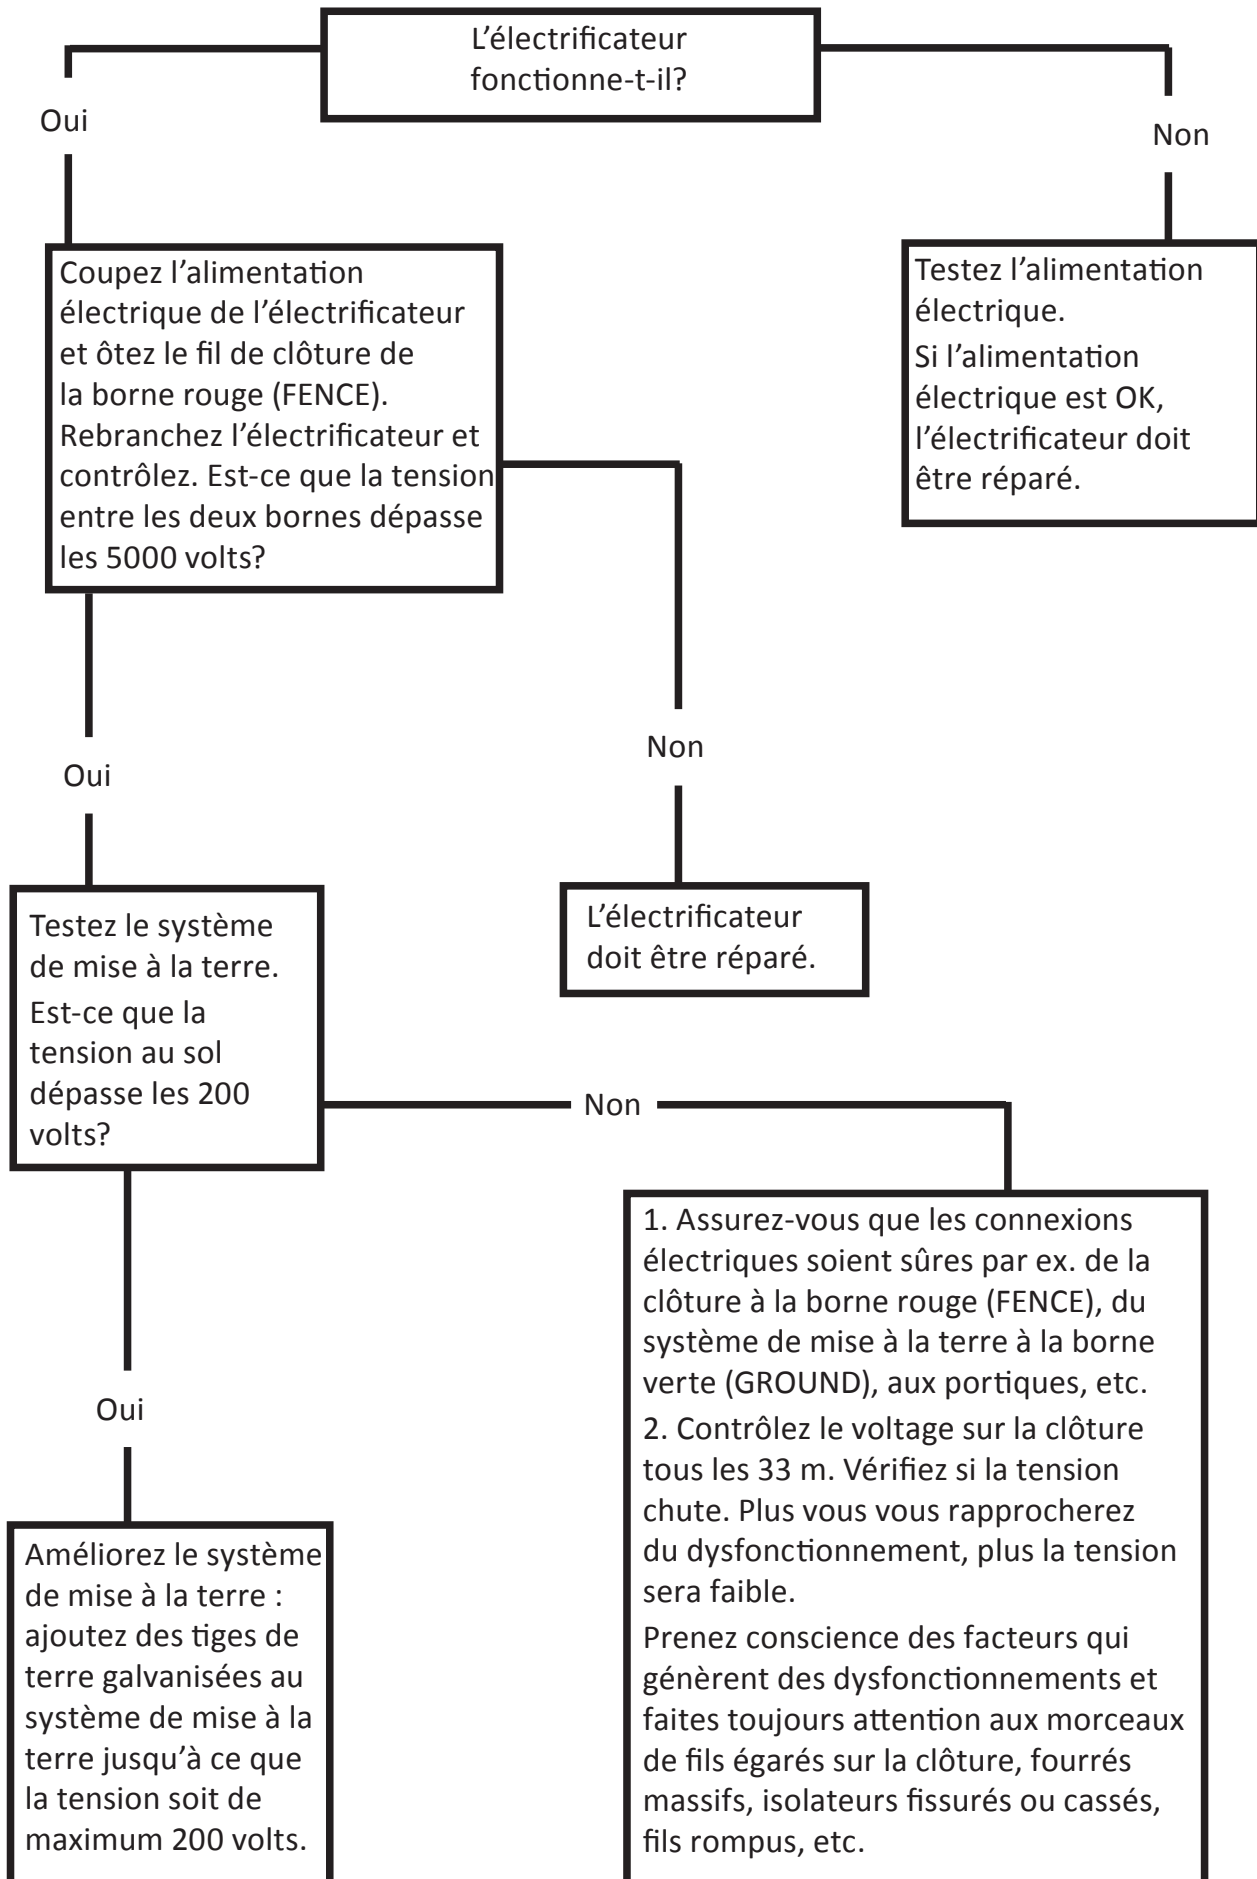 L’électrificateur
fonctionne-t-il?
Oui
Non
Coupez l’alimentation
électrique de l’électrificateur
et ôtez le fil de clôture de
la borne rouge (FENCE).
Rebranchez l’électrificateur et
contrôlez. Est-ce que la tension
entre les deux bornes dépasse
les 5000 volts?
Testez l’alimentation
électrique.
Si l’alimentation
électrique est OK,
l’électrificateur doit
être réparé.
Oui
Non
Testez le système
de mise à la terre.
Est-ce que la
tension au sol
dépasse les 200
volts?
L’électrificateur
doit être réparé.
Non
Oui
1. Assurez-vous que les connexions
électriques soient sûres par ex. de la
clôture à la borne rouge (FENCE), du
système de mise à la terre à la borne
verte (GROUND), aux portiques, etc.
2. Contrôlez le voltage sur la clôture
tous les 33 m. Vérifiez si la tension
chute. Plus vous vous rapprocherez
du dysfonctionnement, plus la tension
sera faible.
Prenez conscience des facteurs qui
génèrent des dysfonctionnements et
faites toujours attention aux morceaux
de fils égarés sur la clôture, fourrés
massifs, isolateurs fissurés ou cassés,
fils rompus, etc.
Améliorez le système
de mise à la terre :
ajoutez des tiges de
terre galvanisées au
système de mise à la
terre jusqu’à ce que
la tension soit de
maximum 200 volts.